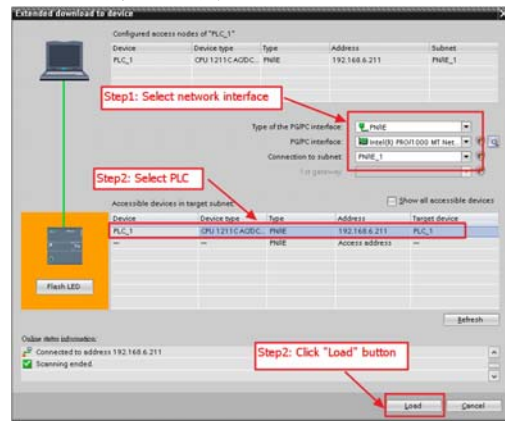 Extended download to device
Configured access nodes of "PLC_1"
Device Device type Type Address Subnet
PLC_1 CPU 1211C AC/DC... PN/IE 192.168.6.211 PN/IE_1
Step1: Select network interface
Type of the PG/PC interface: PN/IE
PG/PC interface: Intel(R) PRO/1000 MT Net...
Connection to subnet: PN/IE_1
1st gateway:
Step2: Select PLC
Accessible devices in target subnet: Show all accessible devices
Device Device type Type Address Target device
PLC_1 CPU 1211C AC/DC... PN/IE 192.168.6.211 PLC_1
-- -- PN/IE Access address --
Flash LED
Refresh
Online status information:
Connected to address 192.168.6.211
Scanning ended.
Step2: Click "Load" button
Load Cancel